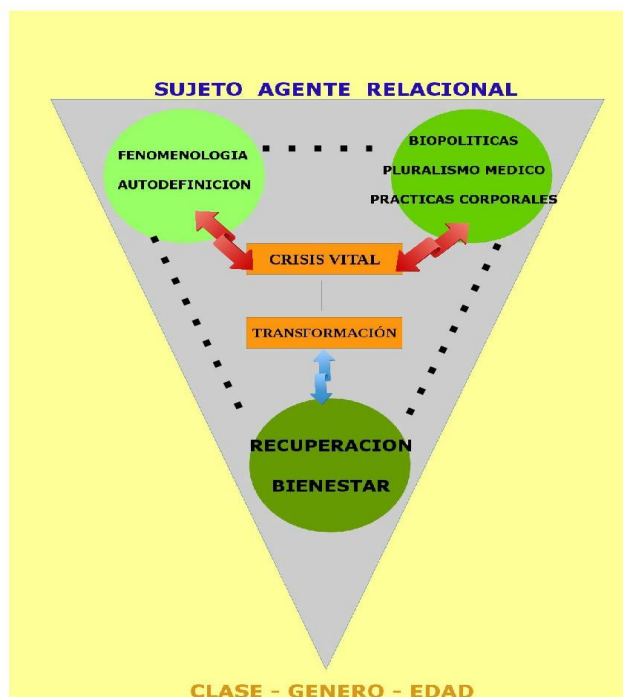 SUJETO AGENTE RELACIONAL
FENOMENOLOGIA
AUTODEFINICION
BIOPOLITICAS
PLURALISMO MEDICO
PRACTICAS CORPORALES
CRISIS VITAL
TRANSFORMACIÓN
RECUPERACION
BIENESTAR
CLASE - GENERO - EDAD